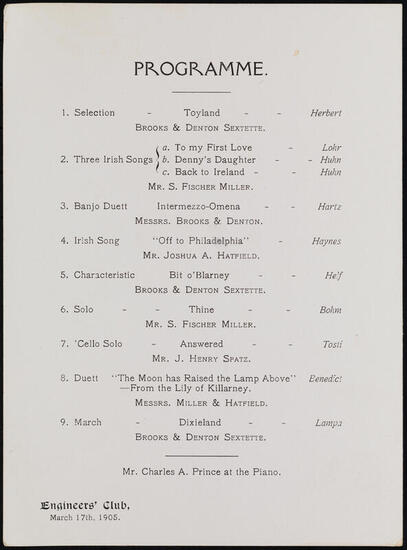 PROGRAMME.
1. Selection - Toyland - - Herbert
BROOKS & DENTON SEXTETTE.
a. To my First Love - Lohr
2. Three Irish Songs b. Denny's Daughter - - Huhn
c. Back to Ireland - - Huhn
MR. S. FISCHER MILLER.
3. Banjo Duett Intermezzo-Omena - - Hartz
MESSRS. BROOKS & DENTON.
4. Irish Song "Off to Philadelphia" - - Haynes
MR. JOSHUA A. HATFIELD.
5. Characteristic Bit o'Blarney - - Helf
BROOKS & DENTON SEXTETTE.
6. Solo - - Thine - - Bohm
MR. S. FISCHER MILLER.
7. 'Cello Solo - Answered - - Tosti
MR. J. HENRY SPATZ.
8. Duett "The Moon has Raised the Lamp Above" Benedict
—From the Lily of Killarney.
MESSRS. MILLER & HATFIELD.
9. March - Dixieland - - Lampe
BROOKS & DENTON SEXTETTE.
Mr. Charles A. Prince at the Piano.
Engineers' Club,
March 17th, 1905.